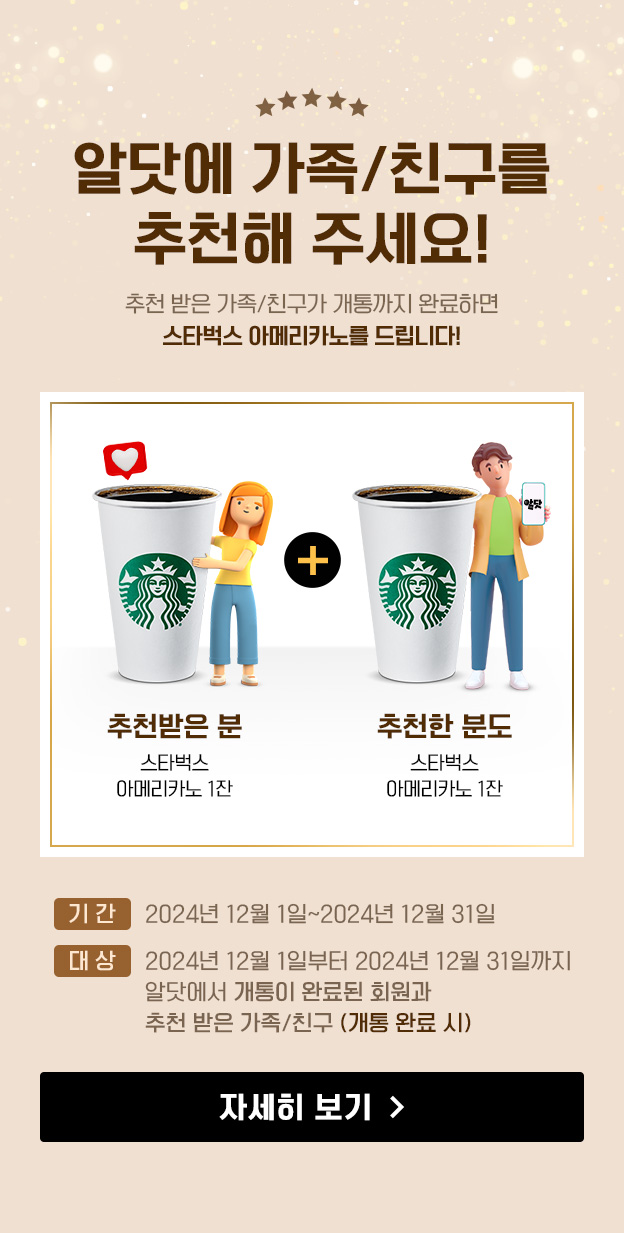 알닷에 가족/친구를
추천해 주세요!
추천 받은 가족/친구가 개통까지 완료하면
스타벅스 아메리카노를 드립니다!
알닷
추천받은 분
스타벅스
아메리카노 1잔
추천한 분도
스타벅스
아메리카노 1잔
기간 2024년 12월 1일~2024년 12월 31일
대상 2024년 12월 1일부터 2024년 12월 31일까지
알닷에서 개통이 완료된 회원과
추천 받은 가족/친구 (개통 완료 시)
자세히 보기 >